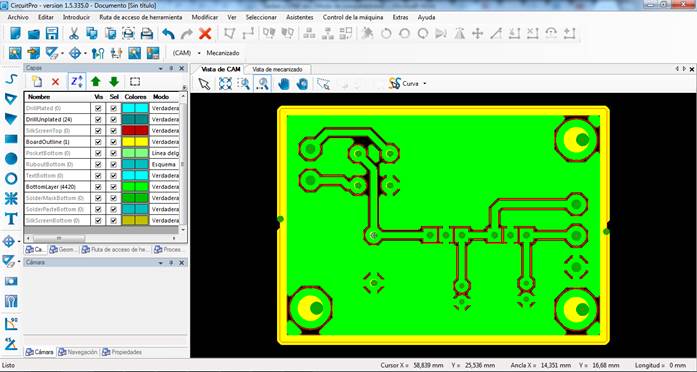 CircuitPro - version 1.5.335.0 - Documento [Sin título]
Archivo Editar Introducir Ruta de acceso de herramienta Modificar Ver Seleccionar Asistentes Control de la máquina Extras Ayuda
(CAM) Mecanizado
Capas
Vista de CAM Vista de mecanizado
Curva
Nombre Vis Sel Colores Modo
DrillPlated (0) Verdadera
DrillUnplated (24) Verdadera
SilkScreenTop (0) Verdadera
BoardOutline (1) Verdadera
PocketBottom (0) Línea delg
RuboutBottom (0) Esquema
TextBottom (0) Verdadera
BottomLayer (4420) Verdadera
SolderMaskBottom (0) Verdadera
SolderPasteBottom (0) Verdadera
SilkScreenBottom (0) Verdadera
Ca... Geom... Ruta de acceso de he... Proces...
Cámara
T
90
45
Cámara Navegación Propiedades
Listo Cursor X = 58,839 mm Y = 25,536 mm Ancla X = 14,351 mm Y = 16,68 mm Longitud = 0 mm